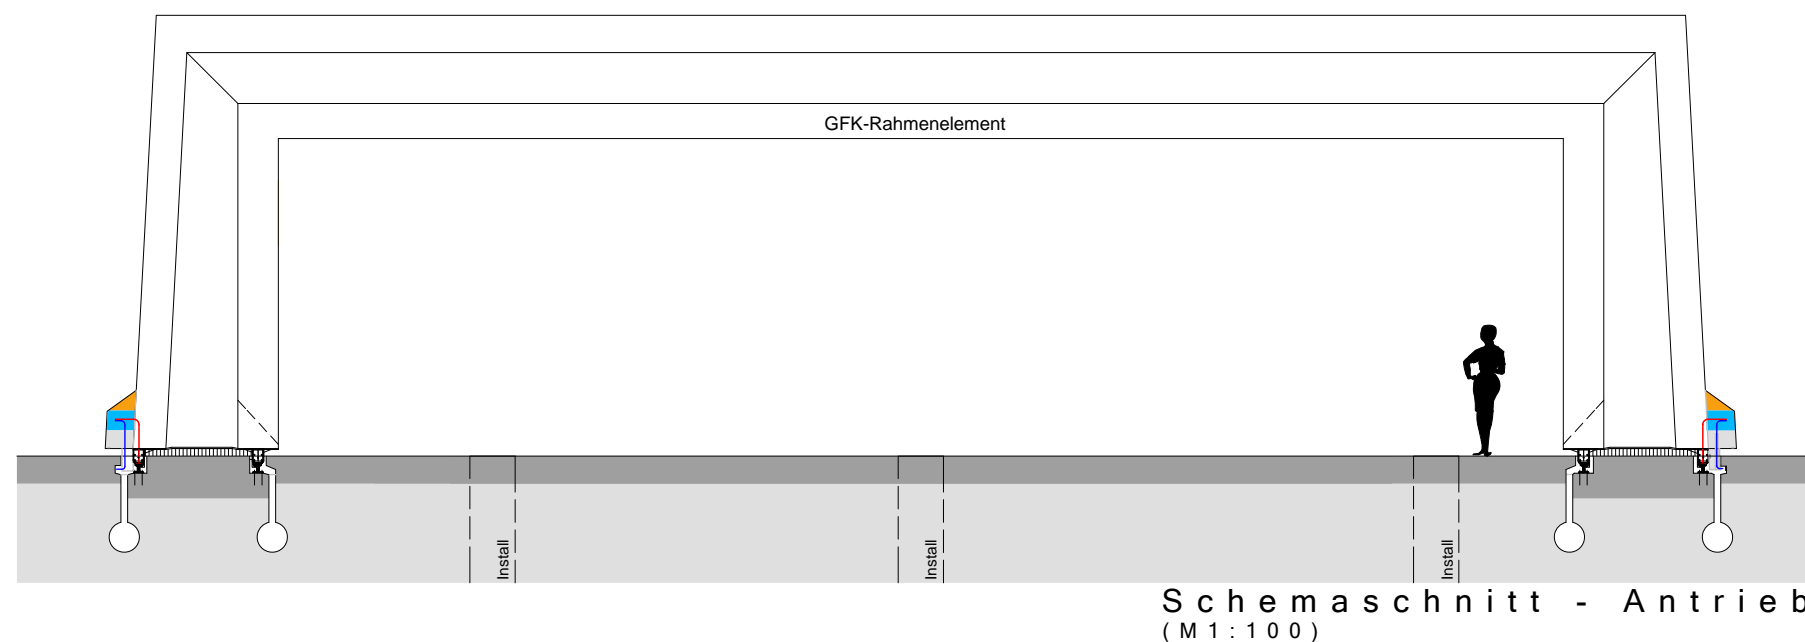 GFK-Rahmenelement
Install
Install
Install
Schemaschnitt - Antrieb
(M1:100)